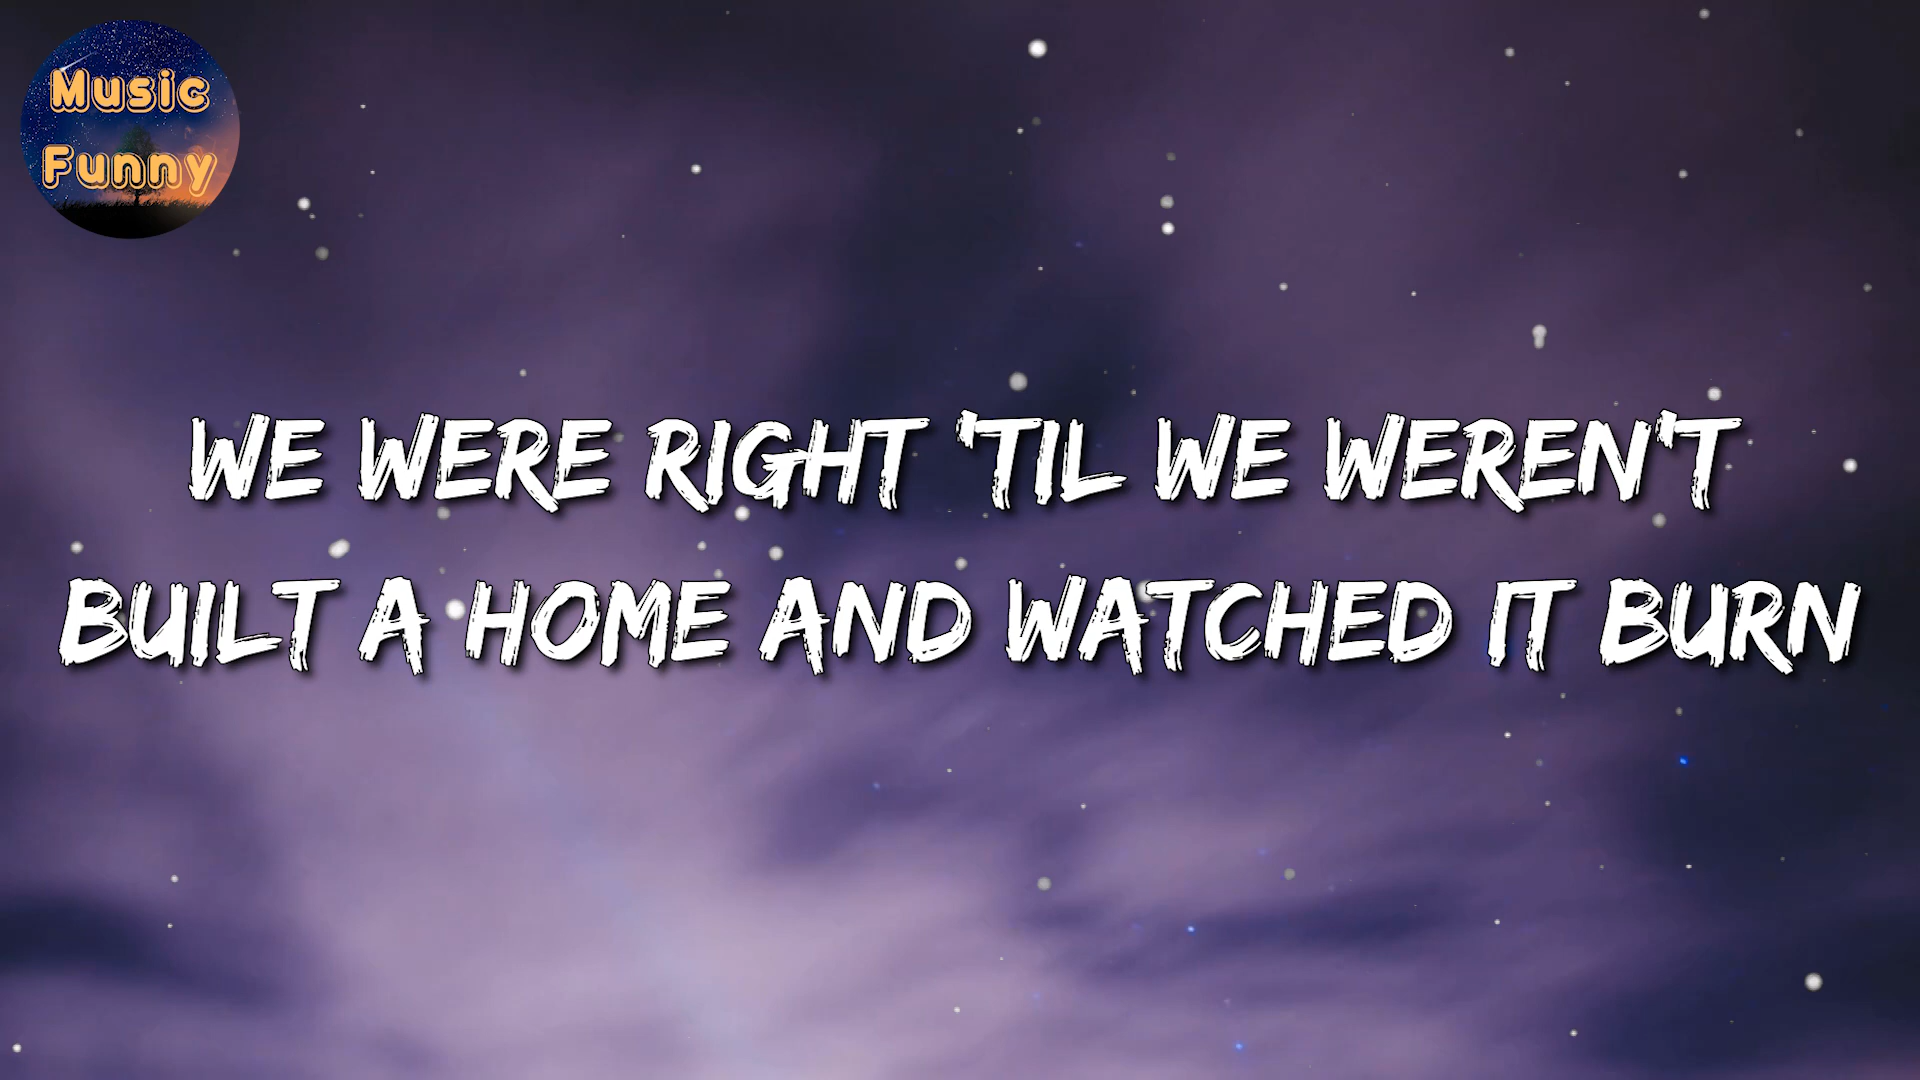 Music
Funny
WE WERE RIGHT 'TIL WE WEREN'T
BUILT A HOME AND WATCHED IT BURN